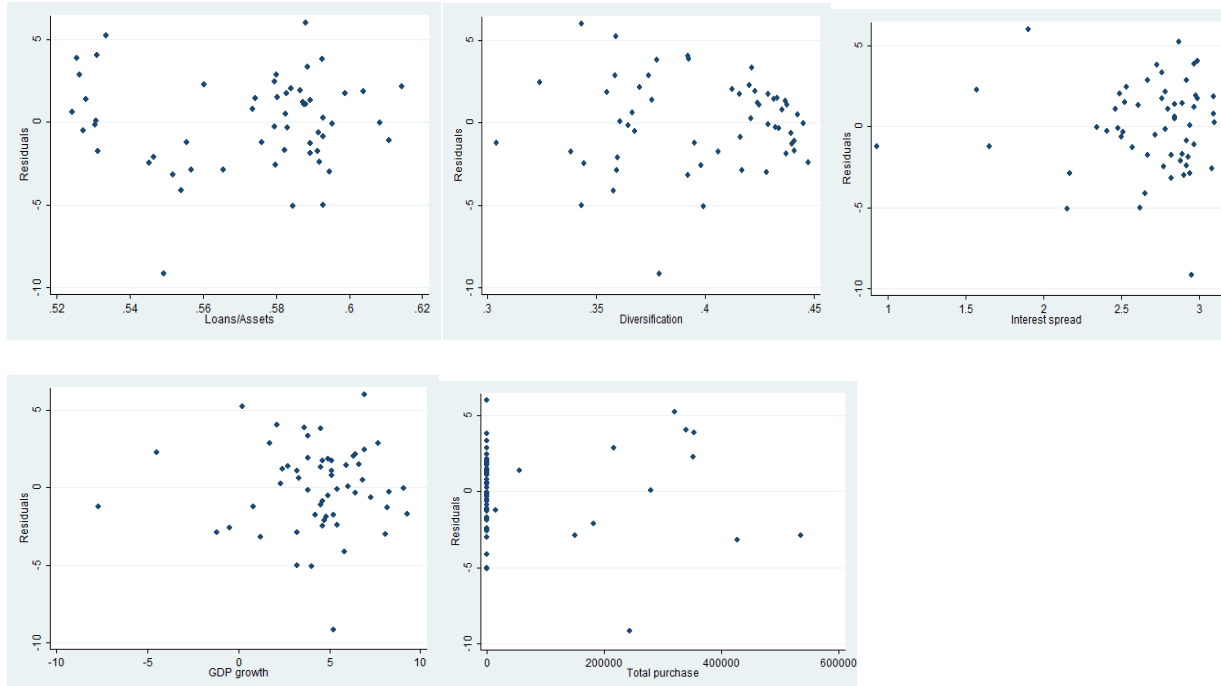 Residuals
5
0
-5
-10
.52 .54 .56 .58 .6 .62
Loans/Assets
Residuals
5
0
-5
-10
.3 .35 .4 .45
Diversification
Residuals
5
0
-5
-10
1 1.5 2 2.5 3
Interest spread
Residuals
5
0
-5
-10
-10 -5 0 5 10
GDP growth
Residuals
5
0
-5
-10
0 200000 400000 600000
Total purchase